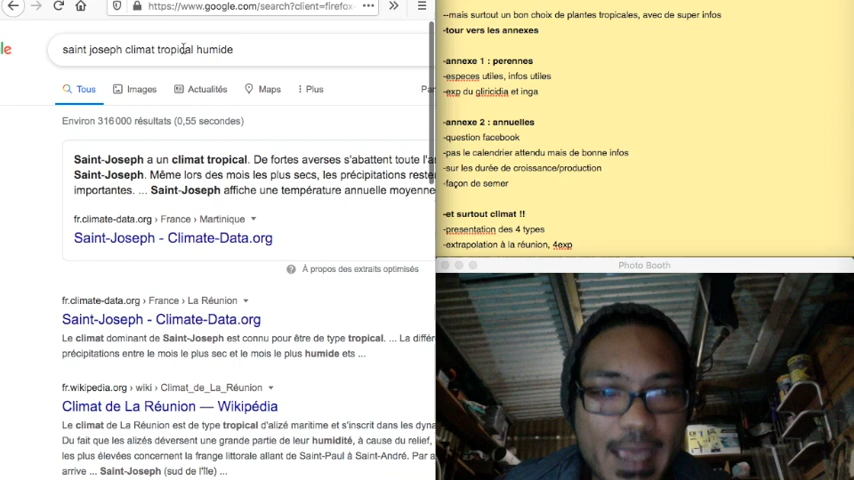 https://www.google.com/search?client=firefox-
le
saint joseph climat tropical humide
Tous
Images
Actualités
Maps
Plus
Environ 316 000 résultats (0,55 secondes)
Saint-Joseph a un climat tropical. De fortes averses s'abattent toute l'a
Saint-Joseph. Même lors des mois les plus secs, les précipitations reste
importantes. ... Saint-Joseph affiche une température annuelle moyenne
fr.climate-data.org › France › Martinique
Saint-Joseph - Climate-Data.org
À propos des extraits optimisés
fr.climate-data.org › France › La Réunion
Saint-Joseph - Climate-Data.org
Le climat dominant de Saint-Joseph est connu pour être de type tropical. ... La différ
précipitations entre le mois le plus sec et le mois le plus humide ets ...
fr.wikipedia.org › wiki › Climat_de_La_Réunion
Climat de La Réunion — Wikipédia
Le climat de La Réunion est de type tropical d'alizé maritime et s'inscrit dans les dyna
Du fait que les alizés déversent une grande partie de leur humidité, à cause du relief,
les plus élevées concernent la frange littorale allant de Saint-Paul à Saint-André. Par a
arrive ... Saint-Joseph (sud de l'île) ...
--mais surtout un bon choix de plantes tropicales, avec de super infos
-tour vers les annexes
-annexe 1 : perennes
-especes utiles, infos utiles
-exp du gliricidia et inga
-annexe 2 : annuelles
-question facebook
-pas le calendrier attendu mais de bonne infos
-sur les durée de croissance/production
-façon de semer
-et surtout climat !!
-presentation des 4 types
-extrapolation à la réunion, 4exp
Photo Booth